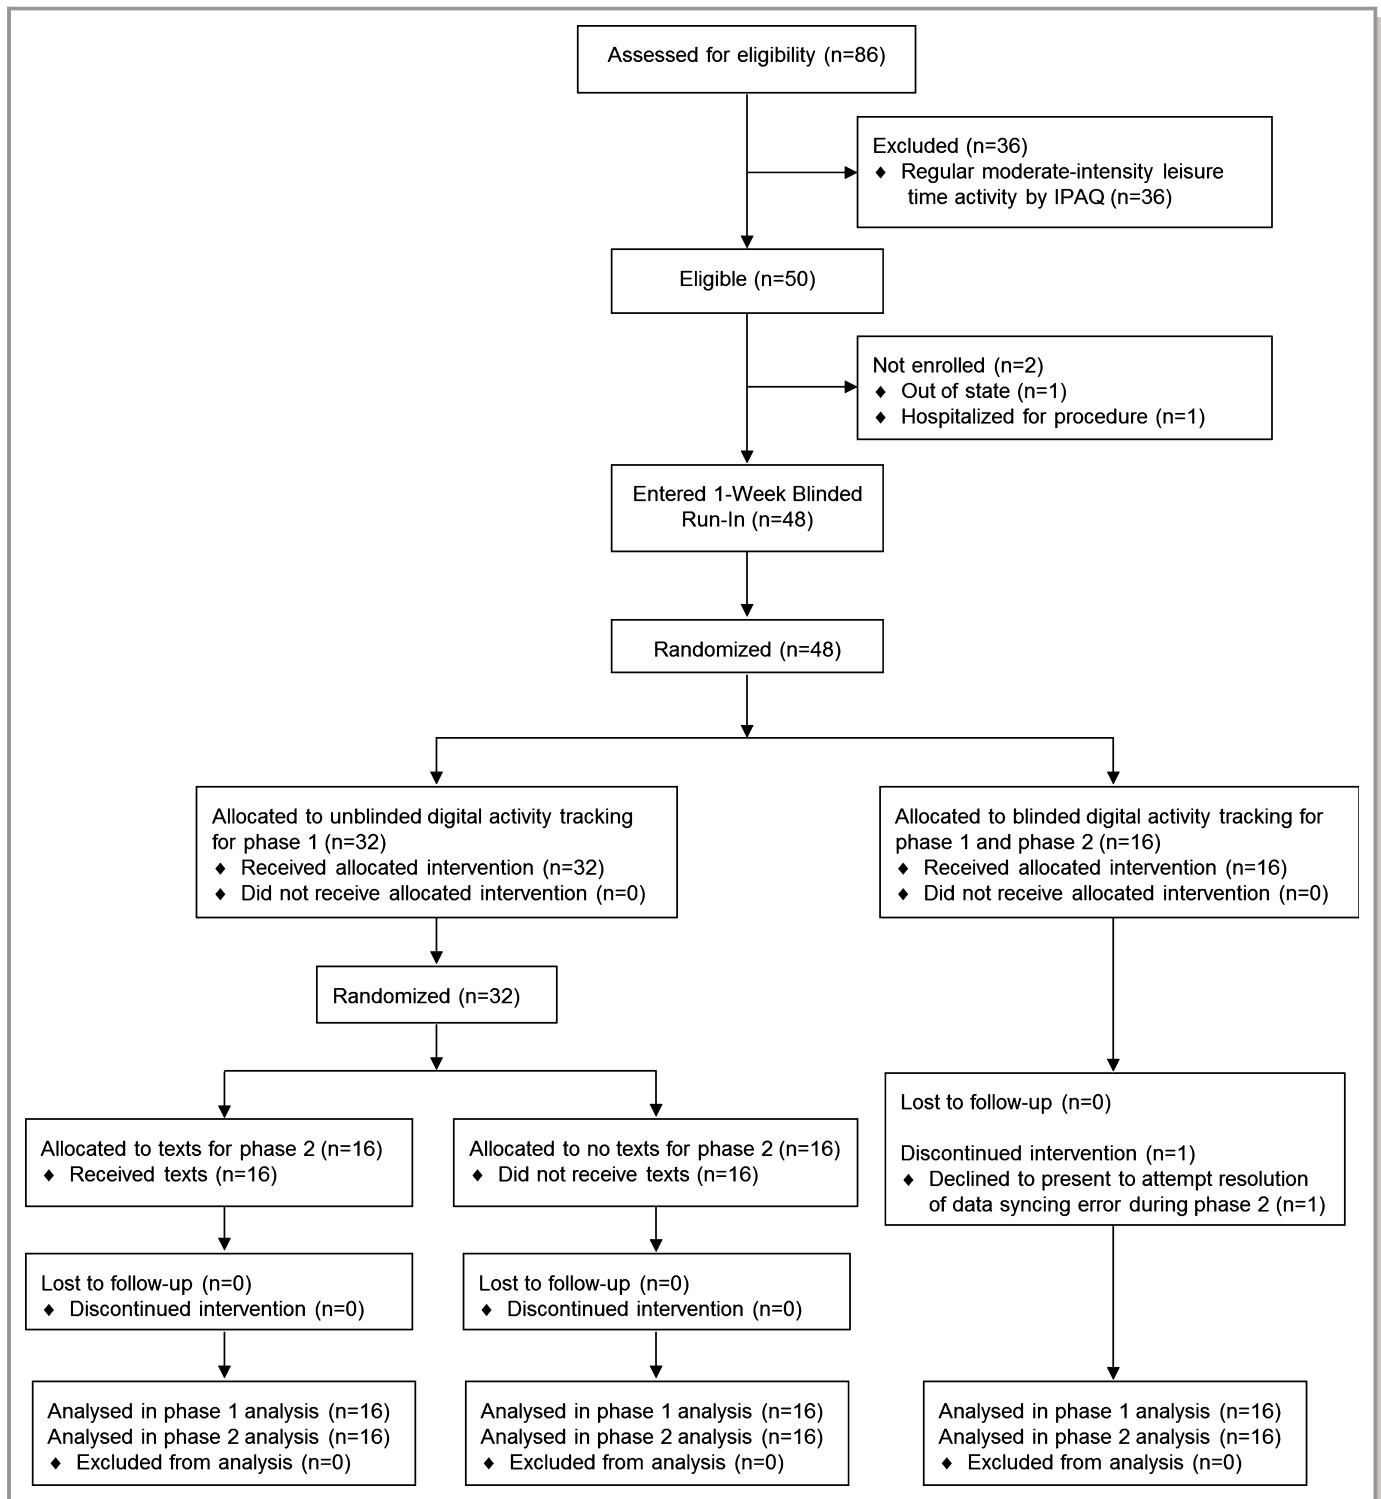 Assessed for eligibility (n=86)
Excluded (n=36)
♦ Regular moderate-intensity leisure
time activity by IPAQ (n=36)
Eligible (n=50)
Not enrolled (n=2)
♦ Out of state (n=1)
♦ Hospitalized for procedure (n=1)
Entered 1-Week Blinded
Run-In (n=48)
Randomized (n=48)
Allocated to unblinded digital activity tracking
for phase 1 (n=32)
♦ Received allocated intervention (n=32)
♦ Did not receive allocated intervention (n=0)
Allocated to blinded digital activity tracking for
phase 1 and phase 2 (n=16)
♦ Received allocated intervention (n=16)
♦ Did not receive allocated intervention (n=0)
Randomized (n=32)
Allocated to texts for phase 2 (n=16)
♦ Received texts (n=16)
Allocated to no texts for phase 2 (n=16)
♦ Did not receive texts (n=16)
Lost to follow-up (n=0)
Discontinued intervention (n=1)
♦ Declined to present to attempt resolution
of data syncing error during phase 2 (n=1)
Lost to follow-up (n=0)
♦ Discontinued intervention (n=0)
Lost to follow-up (n=0)
♦ Discontinued intervention (n=0)
Analysed in phase 1 analysis (n=16)
Analysed in phase 2 analysis (n=16)
♦ Excluded from analysis (n=0)
Analysed in phase 1 analysis (n=16)
Analysed in phase 2 analysis (n=16)
♦ Excluded from analysis (n=0)
Analysed in phase 1 analysis (n=16)
Analysed in phase 2 analysis (n=16)
♦ Excluded from analysis (n=0)